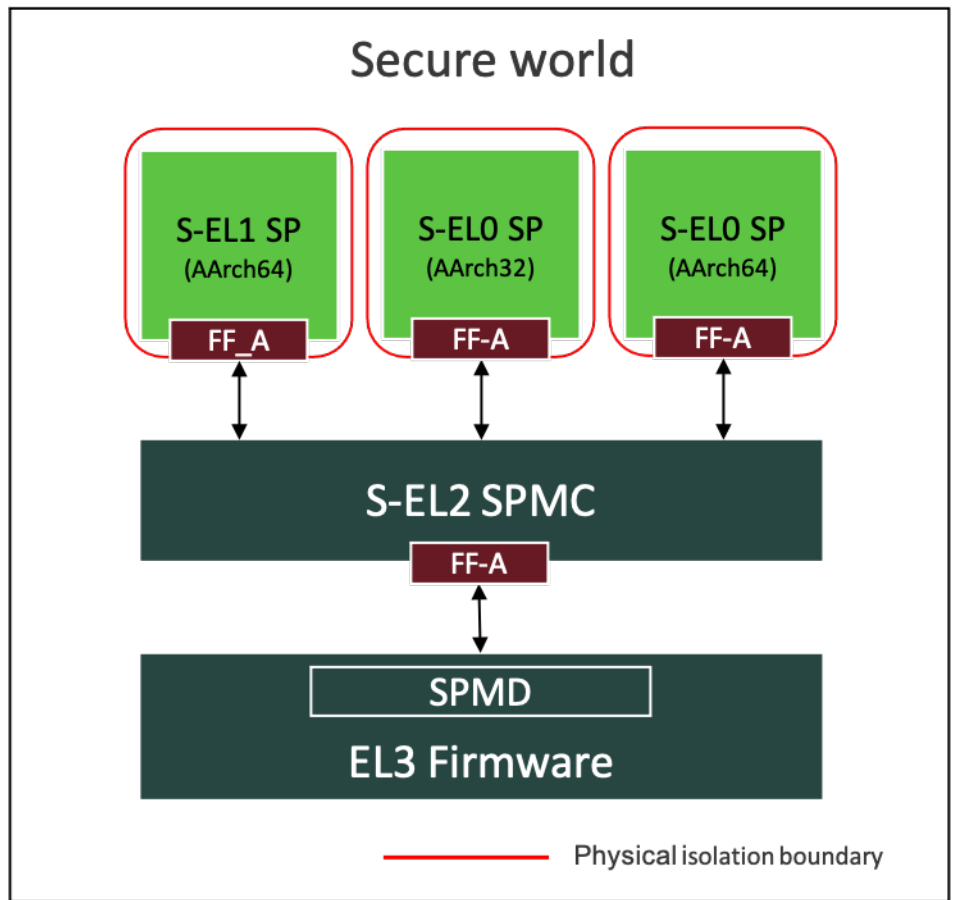 Secure world
S-EL1 SP
(AArch64)
S-EL0 SP
(AArch32)
S-EL0 SP
(AArch64)
FF_A
FF-A
FF-A
S-EL2 SPMC
FF-A
SPMD
EL3 Firmware
Physical isolation boundary